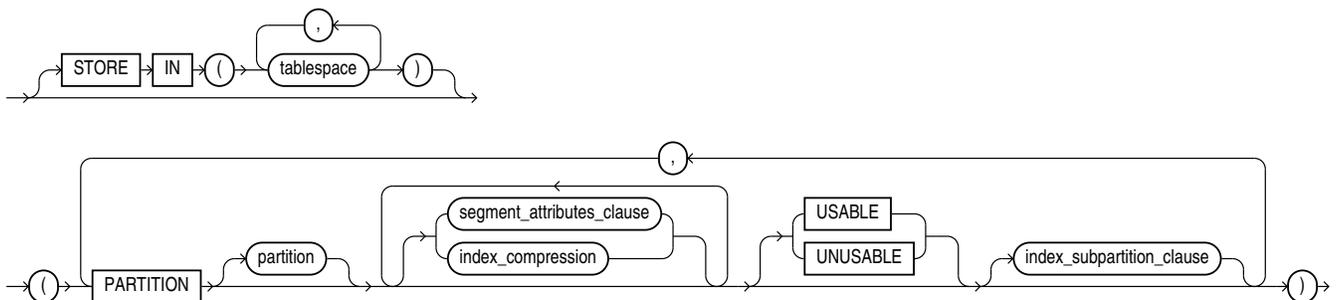 ,
STORE IN ( tablespace )
,
segment_attributes_clause USABLE
partition index_compression UNUSABLE index_subpartition_clause
( PARTITION )